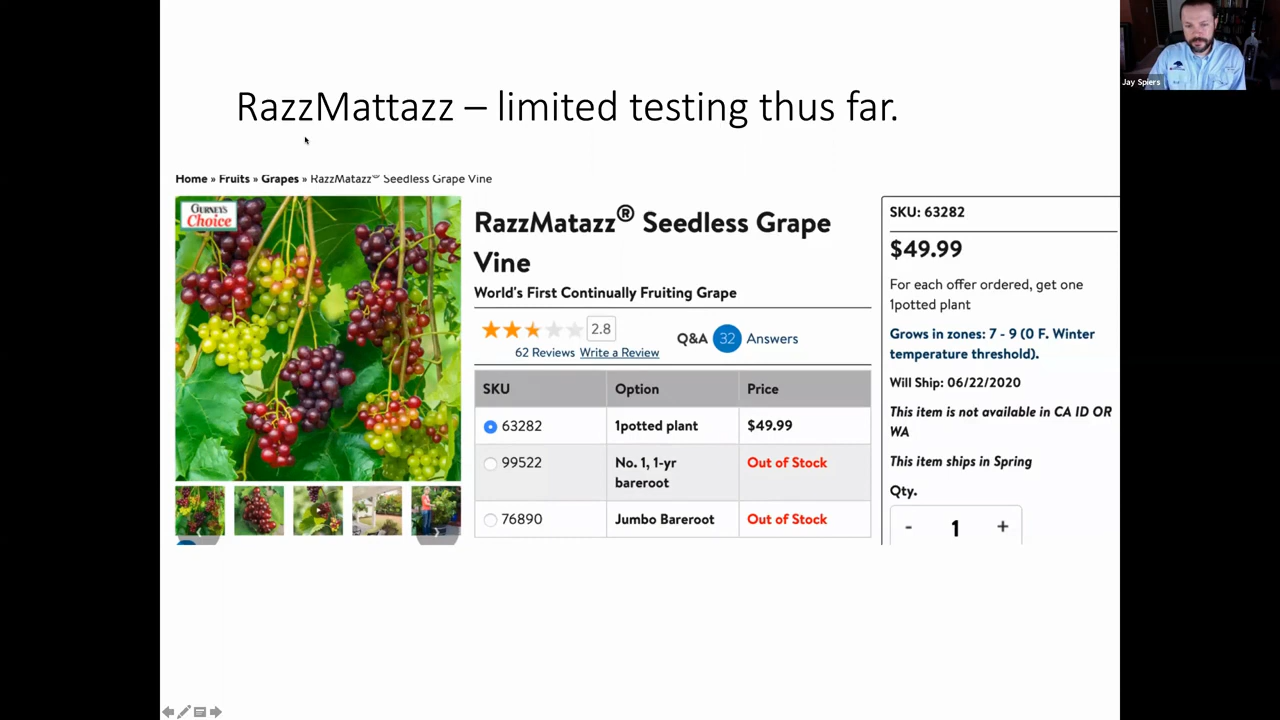 RazzMattazz – limited testing thus far.
Jay Spiers
Home » Fruits » Grapes » RazzMatazz® Seedless Grape Vine
GURNEY'S
Choice
RazzMatazz® Seedless Grape
Vine
World's First Continually Fruiting Grape
2.8
62 Reviews Write a Review
Q&A 32 Answers
SKU Option Price
63282 1potted plant $49.99
99522 No. 1, 1-yr
bareroot Out of Stock
76890 Jumbo Bareroot Out of Stock
SKU: 63282
$49.99
For each offer ordered, get one
1potted plant
Grows in zones: 7 - 9 (0 F. Winter
temperature threshold).
Will Ship: 06/22/2020
This item is not available in CA ID OR
WA
This item ships in Spring
Qty.
- 1 +